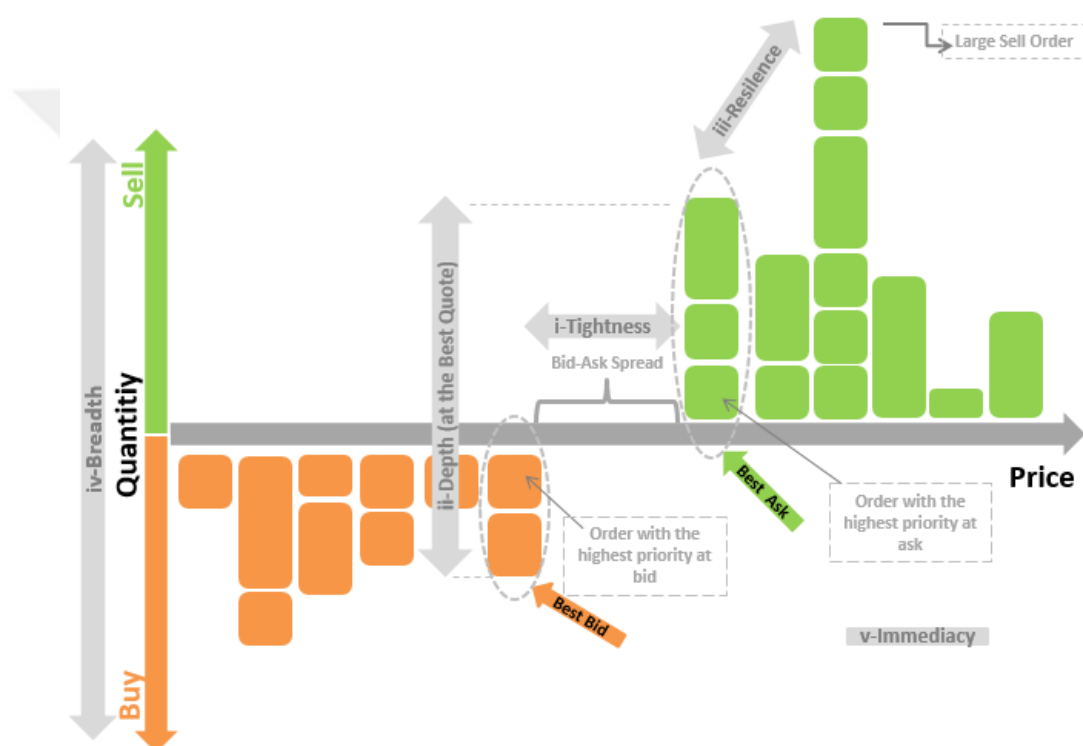 Large Sell Order
iii-Resilence
Sell
i-Tightness
Bid-Ask Spread
ii-Depth (at the Best Quote)
iv-Breadth
Quantitiy
Price
Best Ask
Order with the
highest priority at
ask
Order with the
highest priority at
bid
Best Bid
v-Immediacy
Buy